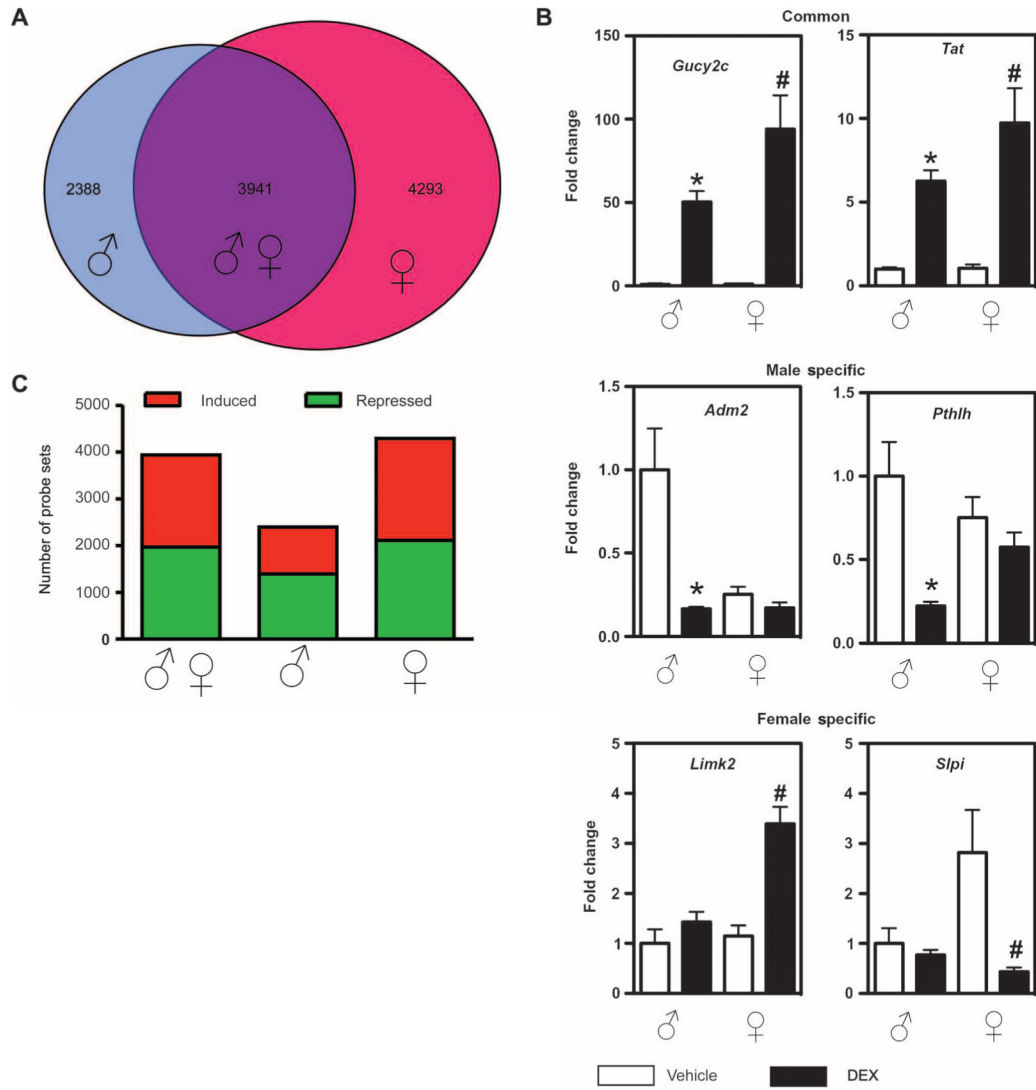 A
2388
3941
4293
♂
♂ ♀
♀
B
Common
Gucy2c
Fold change
150
100
50
0
*
#
♂ ♀
Tat
15
10
5
0
*
#
♂ ♀
Male specific
Adm2
Fold change
1.5
1.0
0.5
0.0
*
♂ ♀
Pthlh
1.5
1.0
0.5
0.0
*
♂ ♀
Female specific
Limk2
Fold change
5
4
3
2
1
0
#
♂ ♀
Slpi
5
4
3
2
1
0
#
♂ ♀
Vehicle DEX
C
Induced Repressed
Number of probe sets
5000
4000
3000
2000
1000
0
♂ ♀ ♂ ♀